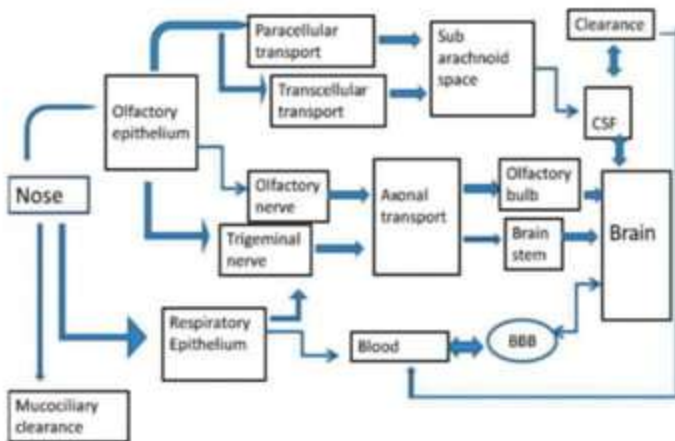 Paracellular
transport
Sub
arachnoid
space
Clearance
Transcellular
transport
Olfactory
epithelium
CSF
Nose
Olfactory
nerve
Axonal
transport
Olfactory
bulb
Brain
Trigeminal
nerve
Brain
stem
Respiratory
Epithelium
Blood
BBB
Mucociliary
clearance